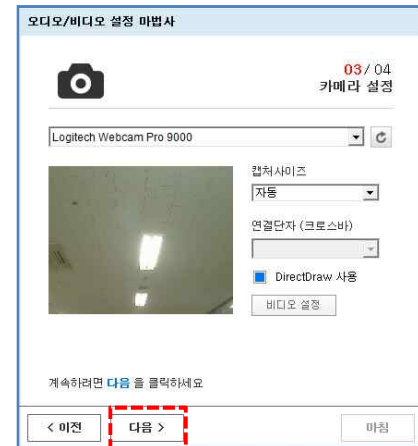 오디오/비디오 설정 마법사
03 / 04
카메라 설정
Logitech Webcam Pro 9000
캡처사이즈
자동
연결단자 (크로스바)
DirectDraw 사용
비디오 설정
계속하려면 다음 을 클릭하세요
< 이전
다음 >
마침